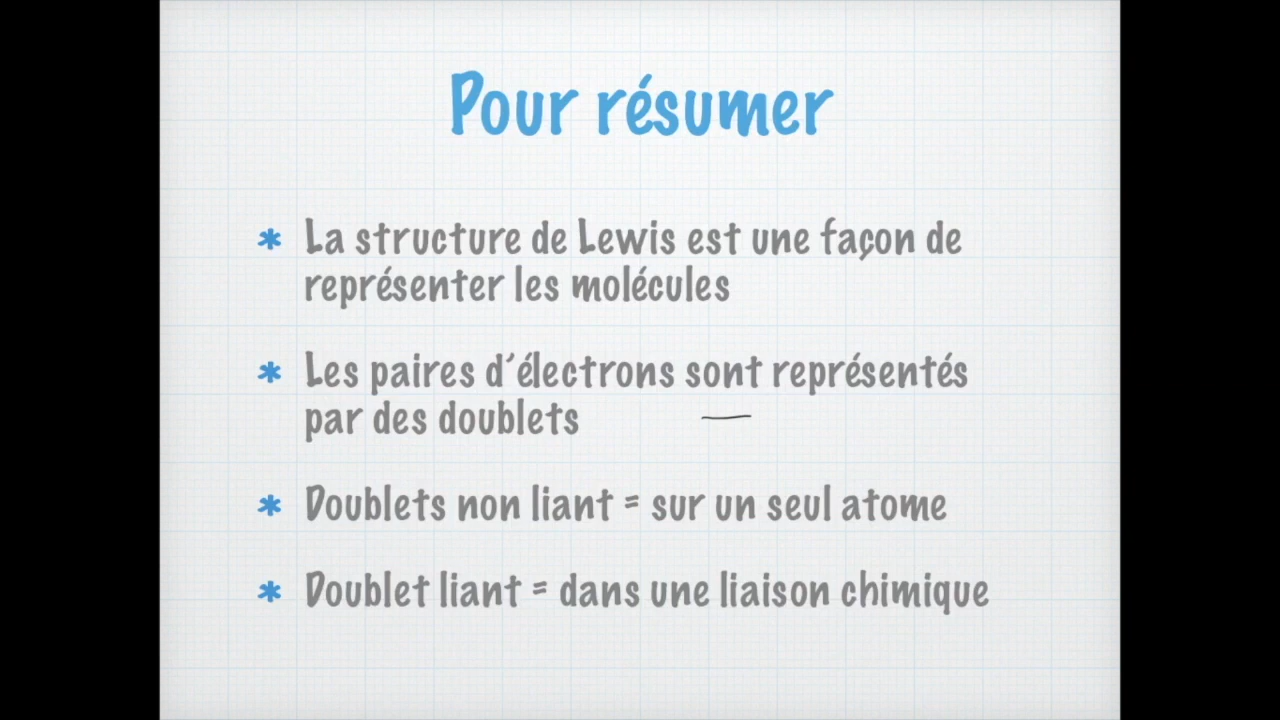 Pour résumer
* La structure de Lewis est une façon de
représenter les molécules
* Les paires d’électrons sont représentés
par des doublets
* Doublets non liant = sur un seul atome
* Doublet liant = dans une liaison chimique